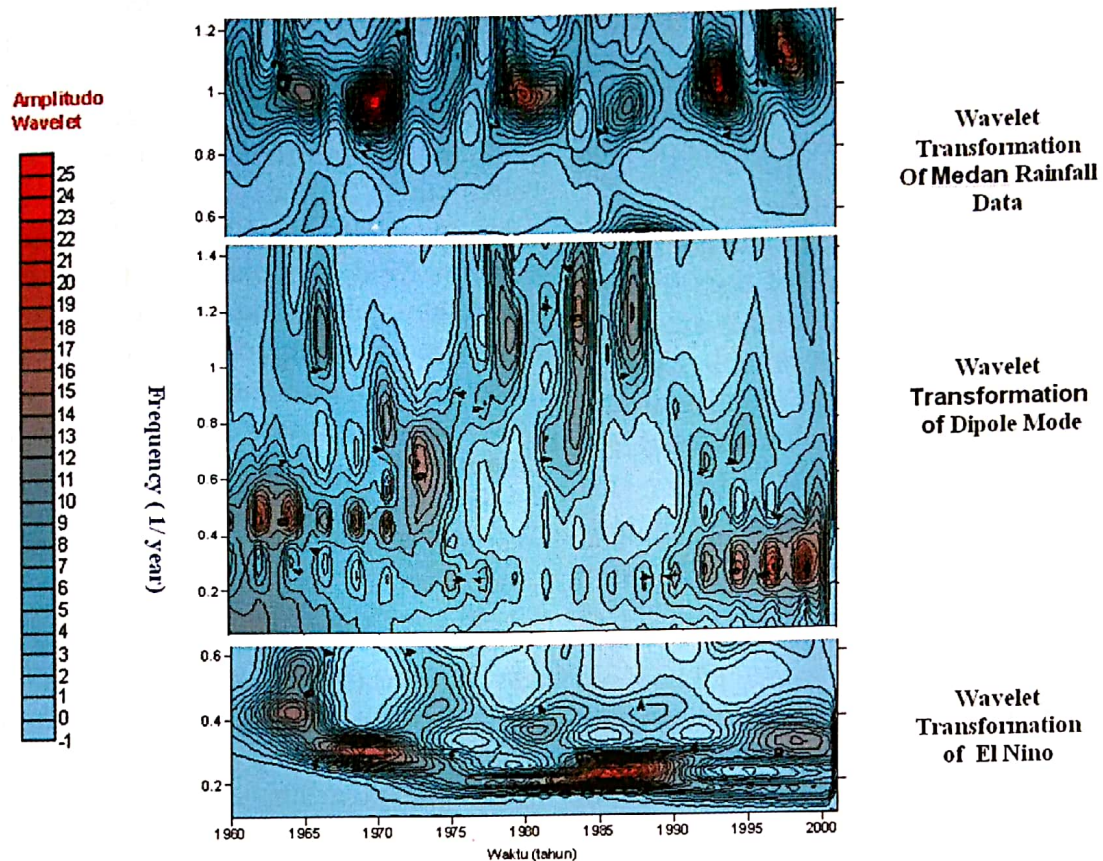 Amplitudo
Wavelet
25
24
23
22
21
20
19
18
17
16
15
14
13
12
11
10
9
8
7
6
5
4
3
2
1
0
-1
Frequency ( 1/ year)
1.2
1
0.8
0.6
Wavelet
Transformation
Of Medan Rainfall
Data
1.4
1.2
1
0.8
0.6
0.4
0.2
Wavelet
Transformation
of Dipole Mode
0.6
0.4
0.2
Wavelet
Transformation
of El Nino
1960 1965 1970 1975 1980 1985 1990 1995 2000
Waktu (tahun)